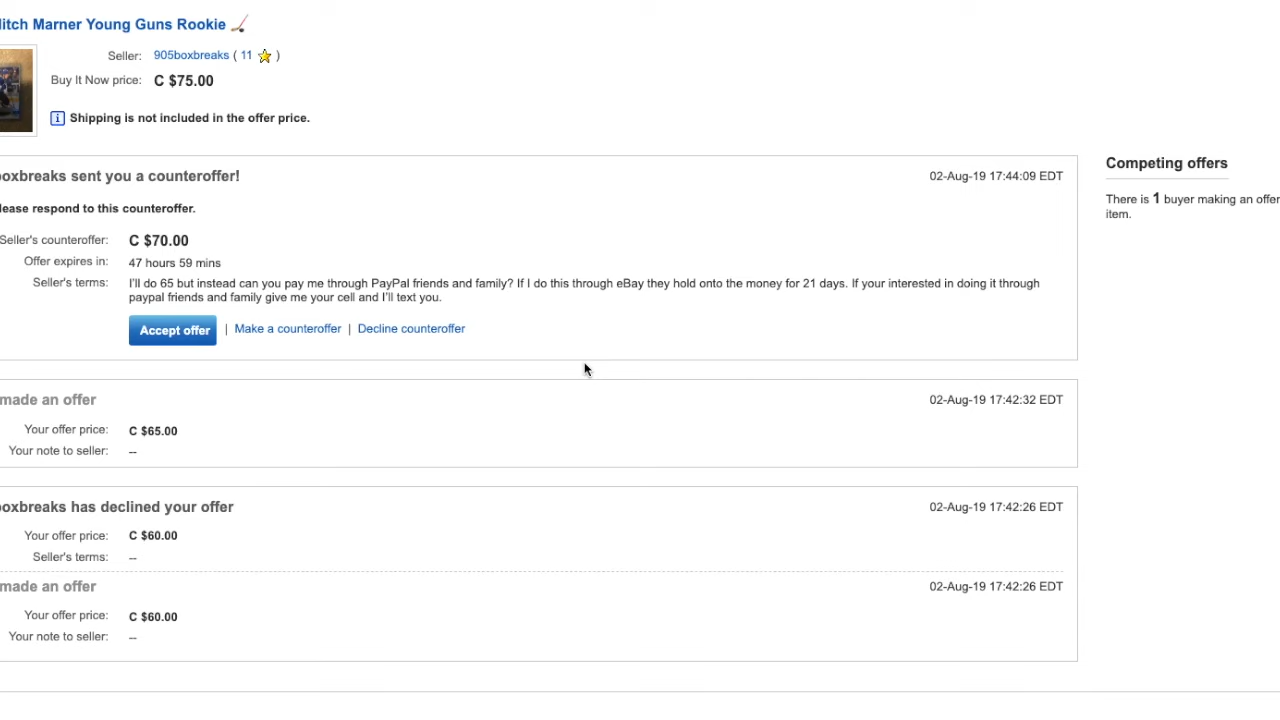 litch Marner Young Guns Rookie 🏒
Seller: 905boxbreaks ( 11 ⭐ )
Buy It Now price: C $75.00
i Shipping is not included in the offer price.
Competing offers
oxbreaks sent you a counteroffer! 02-Aug-19 17:44:09 EDT
There is 1 buyer making an offer
item.
lease respond to this counteroffer.
Seller's counteroffer: C $70.00
Offer expires in: 47 hours 59 mins
Seller's terms: I'll do 65 but instead can you pay me through PayPal friends and family? If I do this through eBay they hold onto the money for 21 days. If your interested in doing it through
paypal friends and family give me your cell and I'll text you.
Accept offer | Make a counteroffer | Decline counteroffer
made an offer 02-Aug-19 17:42:32 EDT
Your offer price: C $65.00
Your note to seller: --
oxbreaks has declined your offer 02-Aug-19 17:42:26 EDT
Your offer price: C $60.00
Seller's terms: --
made an offer 02-Aug-19 17:42:26 EDT
Your offer price: C $60.00
Your note to seller: --